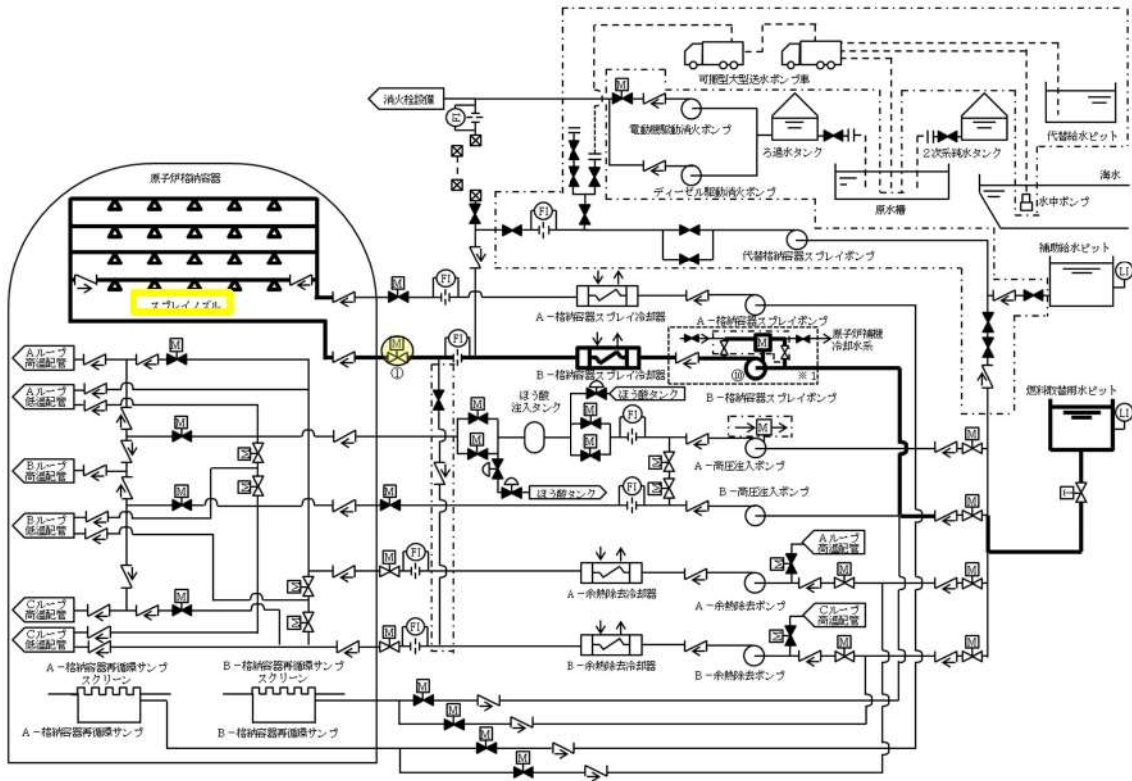 可搬型大型送水ポンプ車
消火栓設備
FI
M
電動機駆動消火ポンプ
ろ過水タンク
2次系純水タンク
代替給水ピット
ディーゼル駆動消火ポンプ
原水槽
海水
水中ポンプ
原子炉格納容器
FI
代替格納容器スプレイポンプ
補助給水ピット
LI
スプレイノズル
M
FI
A-格納容器スプレイ冷却器
A-格納容器スプレイポンプ
原子炉補機
冷却水系
M
M
①
FI
B-格納容器スプレイ冷却器
⑩
※1
B-格納容器スプレイポンプ
燃料取替用水ピット
LI
Aループ
高温配管
M
Aループ
低温配管
ほう酸
注入タンク
ほう酸タンク
M
M
M
M
M
FI
M
A-高圧注入ポンプ
M
Bループ
高温配管
M
M
M
ほう酸タンク
M
M
FI
B-高圧注入ポンプ
M
Bループ
低温配管
Aループ
高温配管
M
M
FI
A-余熱除去冷却器
A-余熱除去ポンプ
M
M
M
Cループ
高温配管
M
Cループ
高温配管
M
Cループ
低温配管
M
FI
B-余熱除去冷却器
B-余熱除去ポンプ
M
M
M
A-格納容器再循環サンプ
スクリーン
B-格納容器再循環サンプ
スクリーン
A-格納容器再循環サンプ
B-格納容器再循環サンプ
M
M
M
M